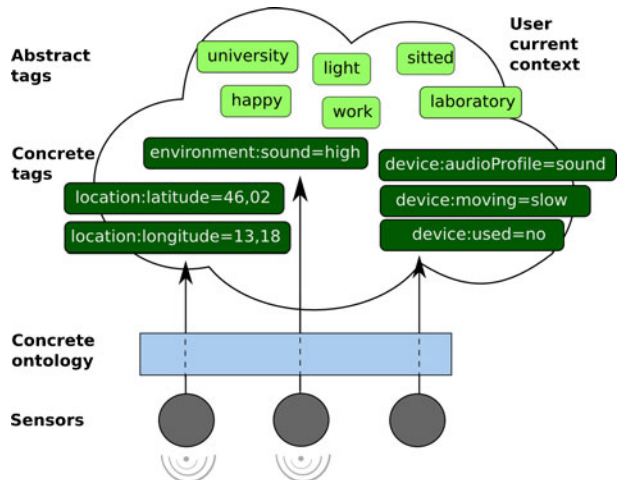 Abstract
tags
User
current
context
university
light
sitted
happy
work
laboratory
Concrete
tags
environment:sound=high
device:audioProfile=sound
location:latitude=46,02
device:moving=slow
location:longitude=13,18
device:used=no
Concrete
ontology
Sensors